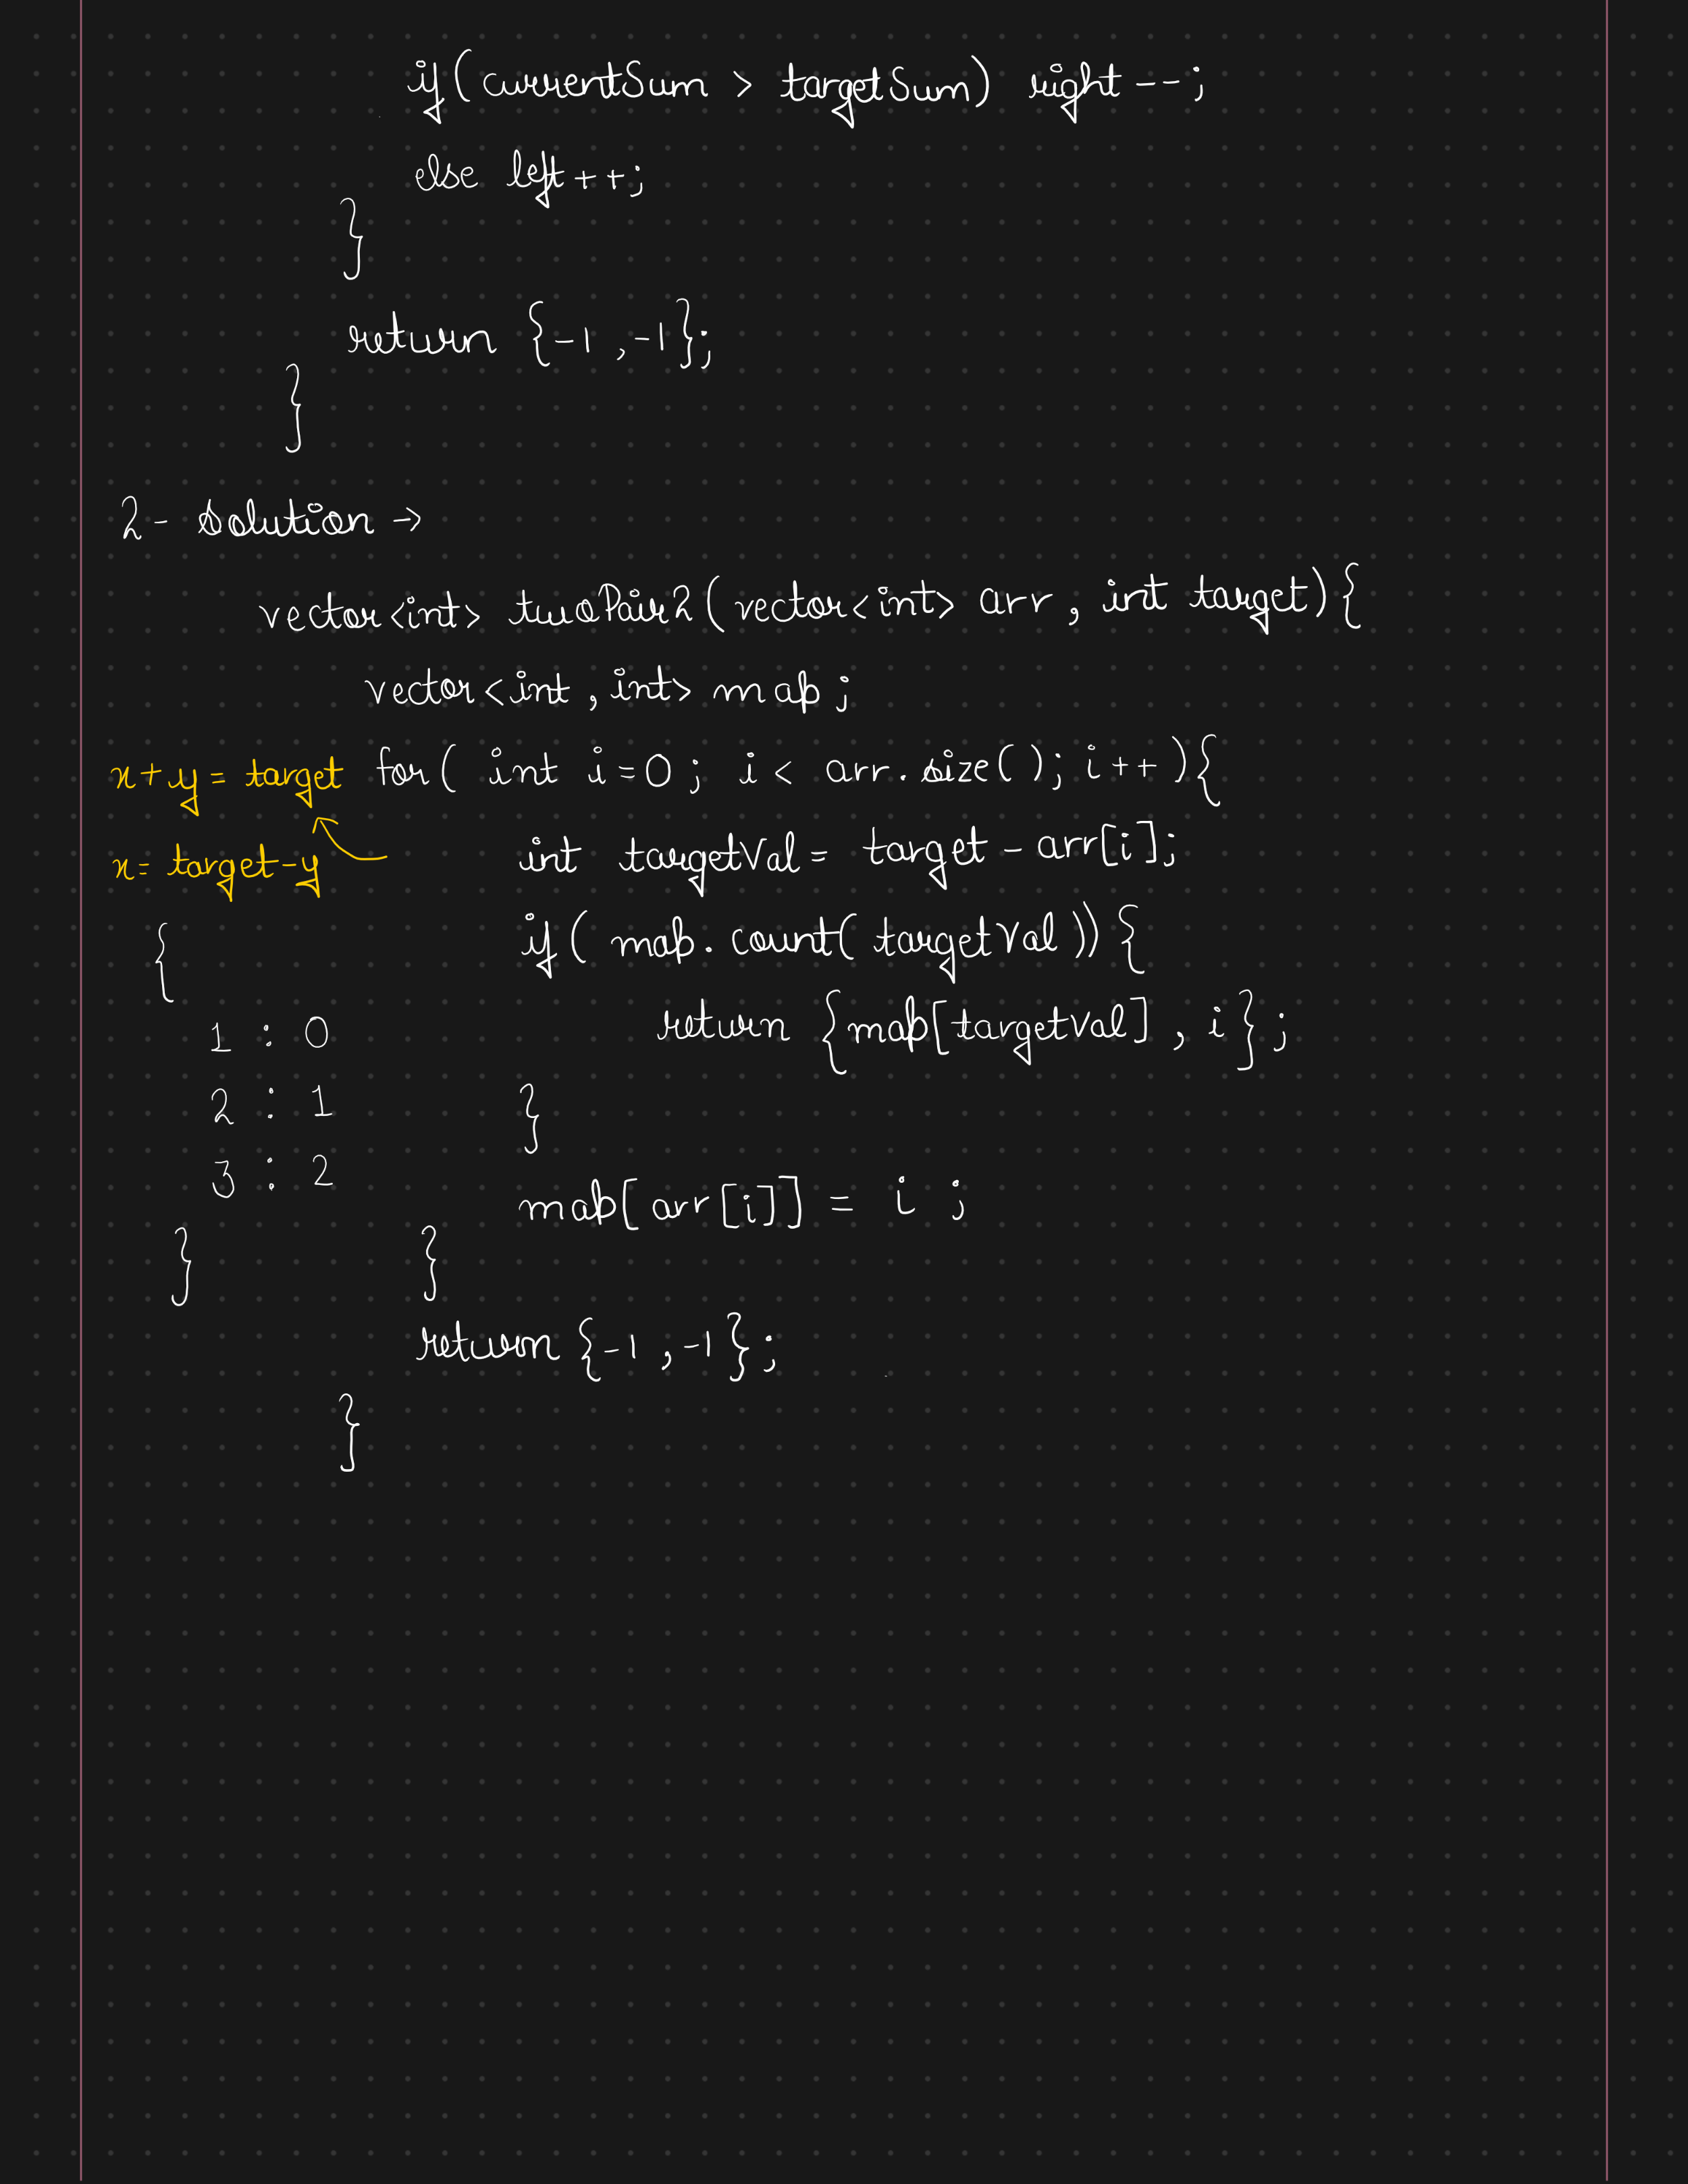 if(currentSum > targetSum) right--;
else left++;
}
return {-1,-1};
}
2- Solution →
vector<int> twoPair2(vector<int> arr, int target){
vector<int,int> map;
x+y = target for( int i=0; i< arr.size(); i++){
x= target-y int targetVal= target - arr[i];
{ if( map.count( targetVal)){
1 : 0 return {map[targetVal], i};
2 : 1 }
3 : 2 map[arr[i]] = i ;
} }
return {-1,-1};
}